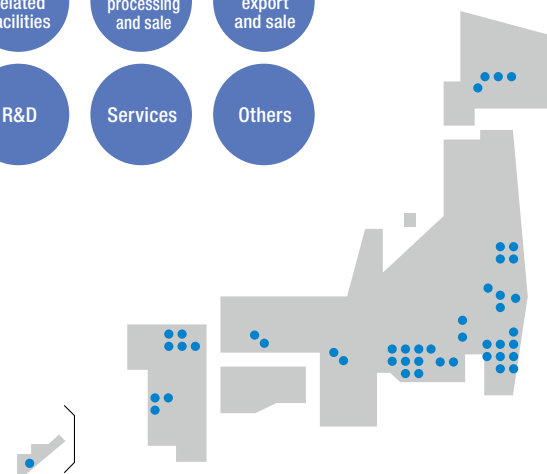 processing
export
and sale
and sale
R&D
Services
Others